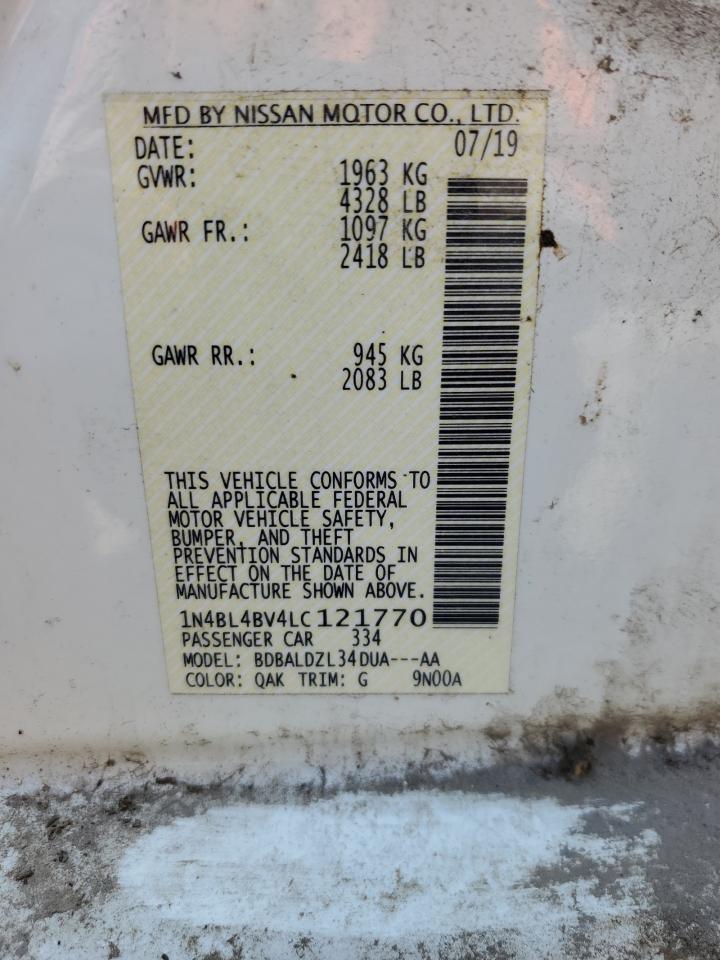 MFD BY NISSAN MOTOR CO., LTD.
DATE: 07/19
GVWR: 1963 KG
4328 LB
GAWR FR.: 1097 KG
2418 LB
GAWR RR.: 945 KG
2083 LB
THIS VEHICLE CONFORMS TO
ALL APPLICABLE FEDERAL
MOTOR VEHICLE SAFETY,
BUMPER, AND THEFT
PREVENTION STANDARDS IN
EFFECT ON THE DATE OF
MANUFACTURE SHOWN ABOVE.
1N4BL4BV4LC121770
PASSENGER CAR 334
MODEL: BDBALDZL34DUA---AA
COLOR: QAK TRIM: G 9N00A